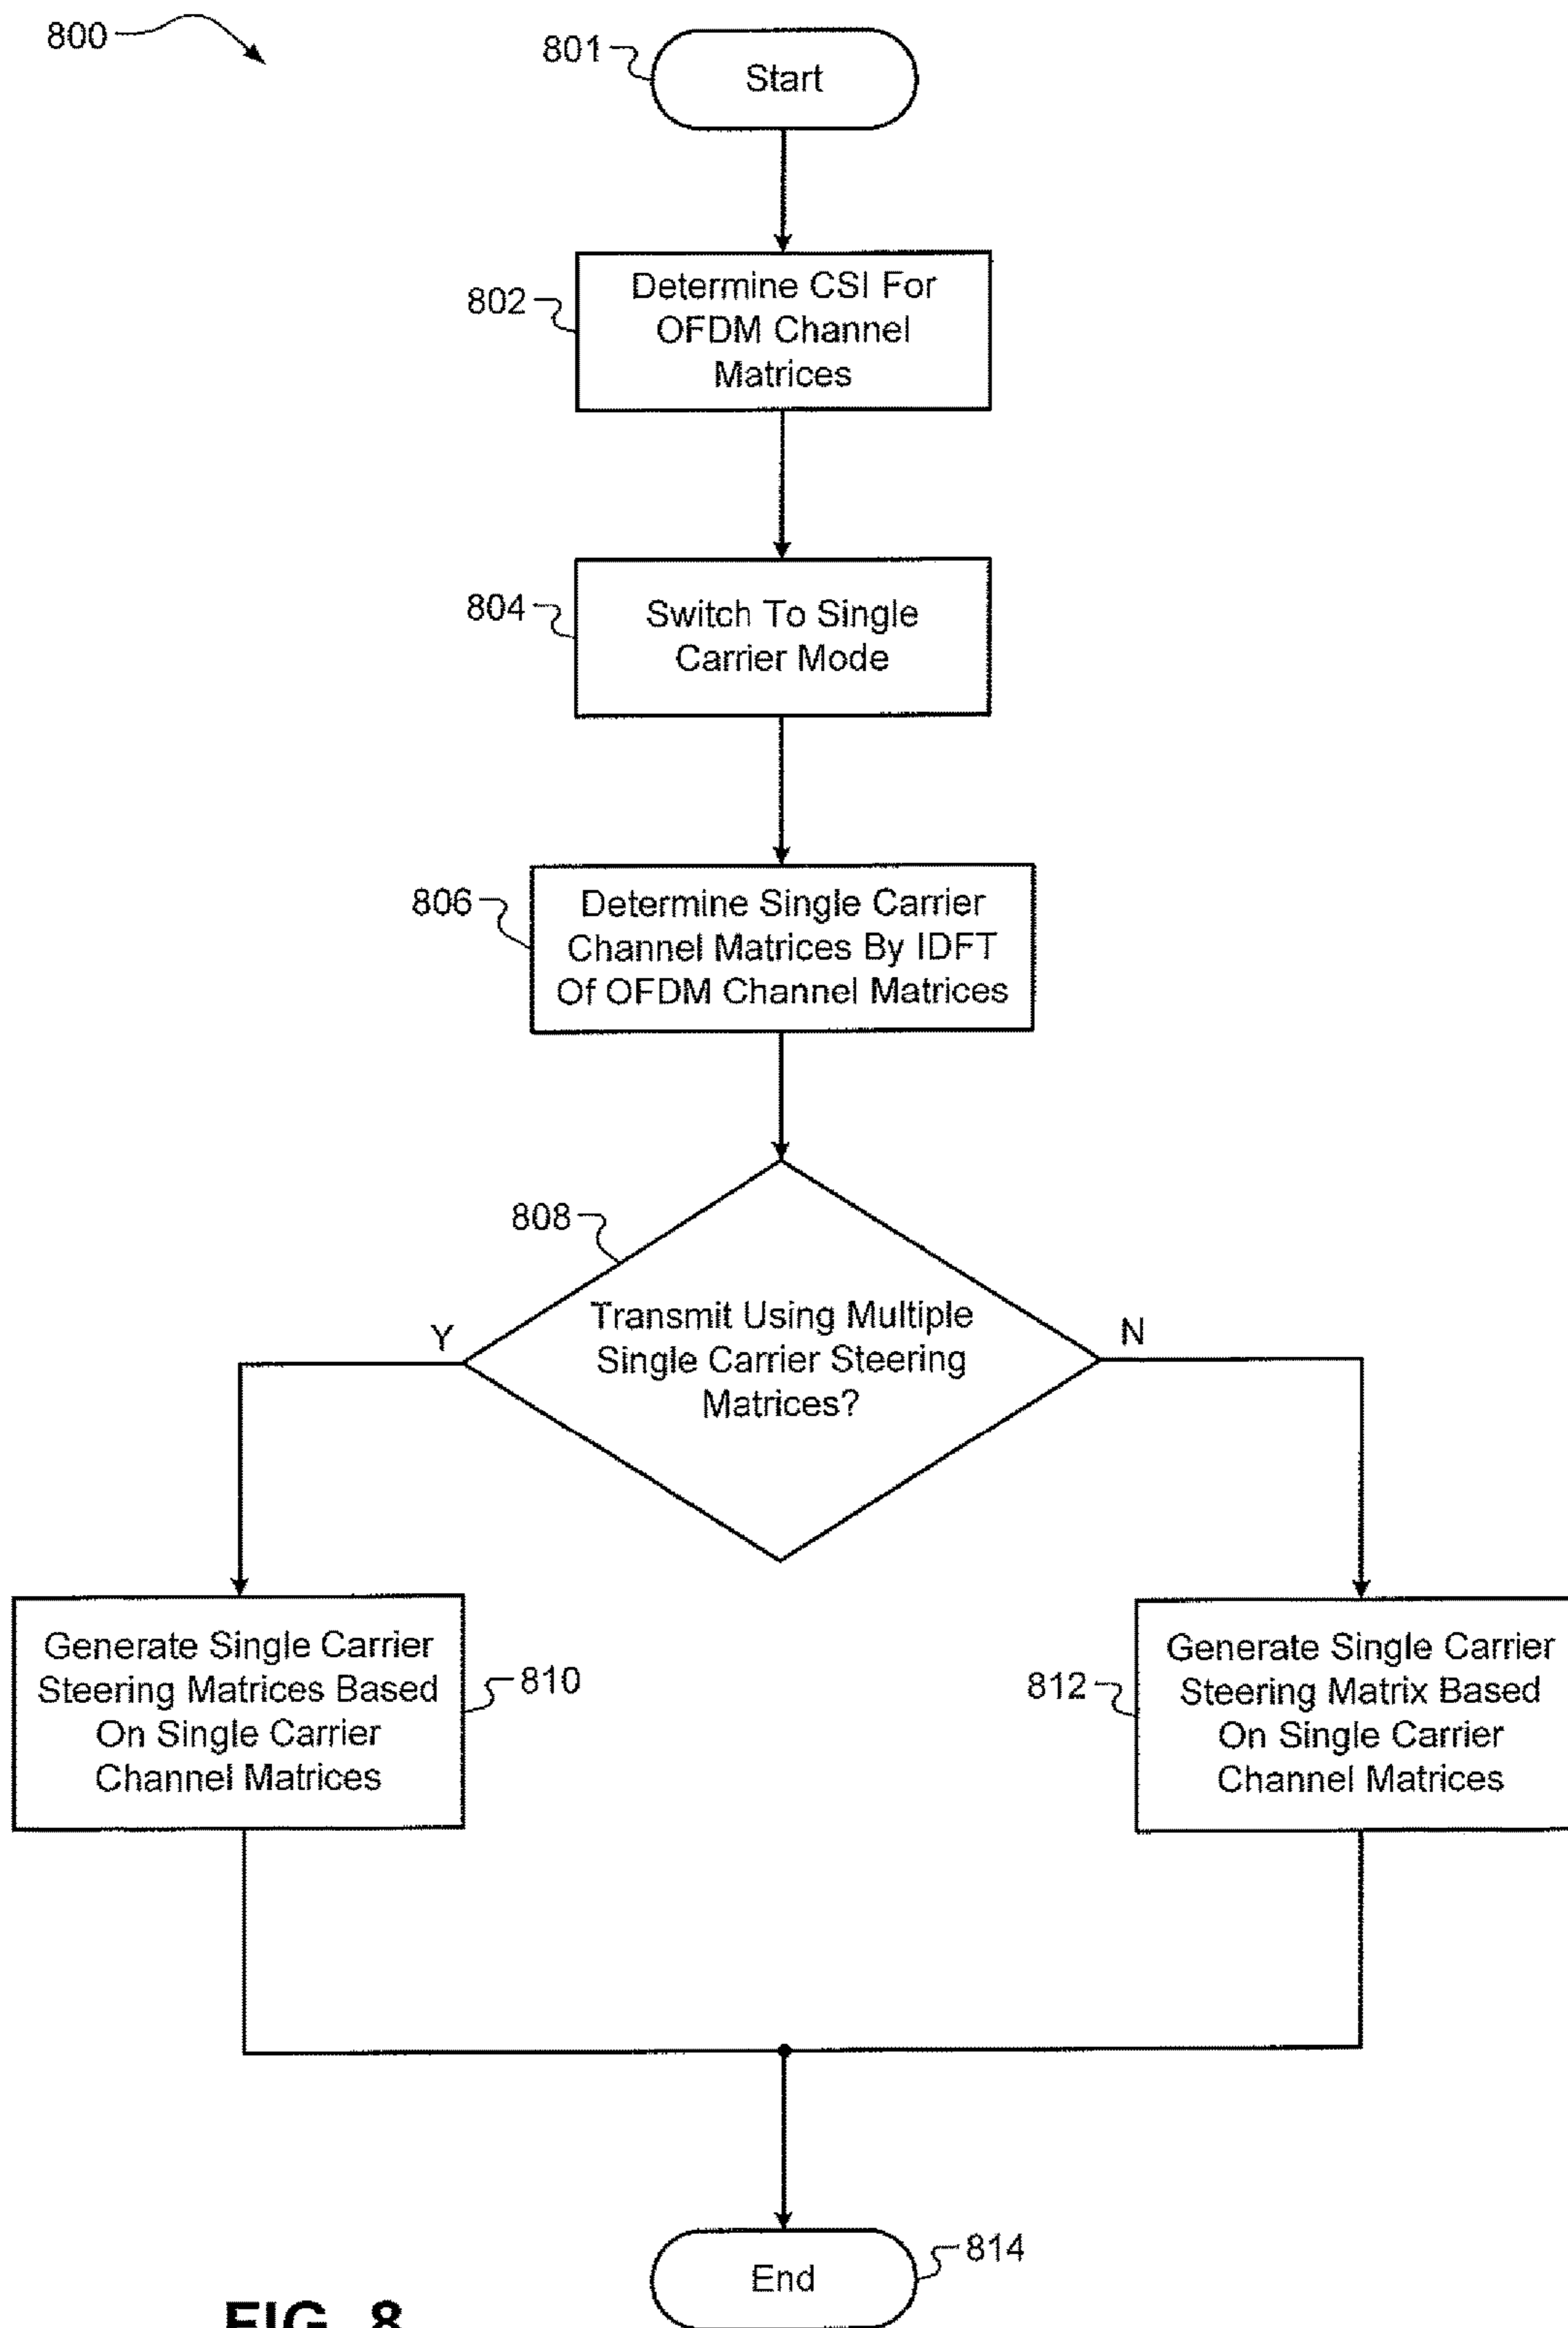 800
801
Start
802
Determine CSI For
OFDM Channel
Matrices
804
Switch To Single
Carrier Mode
806
Determine Single Carrier
Channel Matrices By IDFT
Of OFDM Channel Matrices
808
Transmit Using Multiple
Single Carrier Steering
Matrices?
Y
N
Generate Single Carrier
Steering Matrices Based
On Single Carrier
Channel Matrices
810
812
Generate Single Carrier
Steering Matrix Based
On Single Carrier
Channel Matrices
End
814
FIG. 8